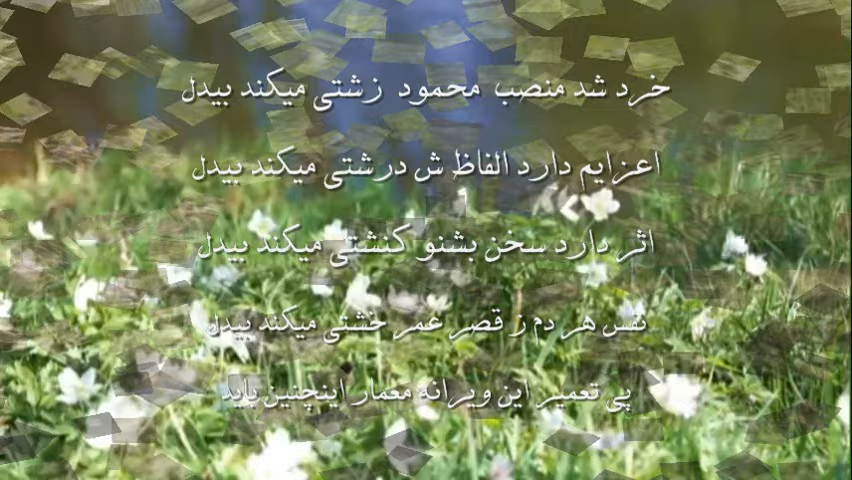 خرد شد منصب محمود زشتی میکند بیدل
اعزایم دارد الفاظ ش درشتی میکند بیدل
اثر دارد سخن بشنو کنشتی میکند بیدل
نفس هر دم ز قصر عمر خشتی میکند بیدل
پی تعمیر این ویرانه معمار اینچنین باید